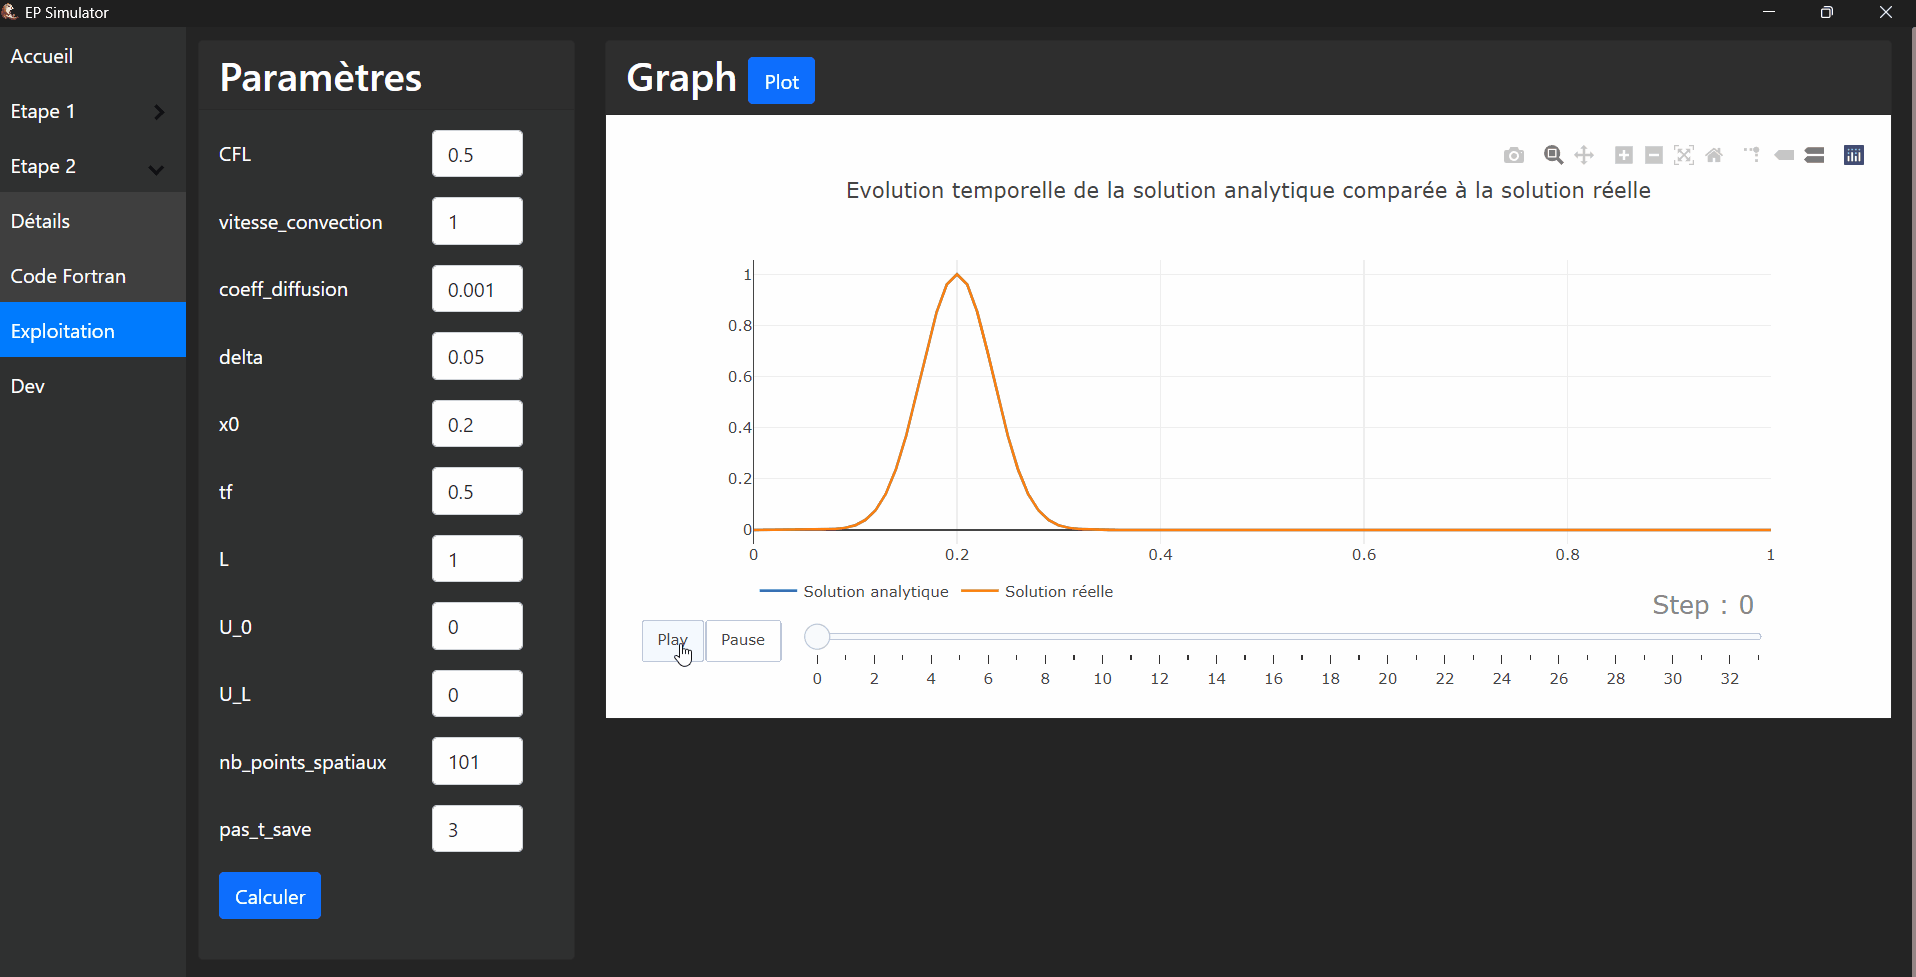 EP Simulator
Accueil
Etape 1
Etape 2
Détails
Code Fortran
Exploitation
Dev
Paramètres
CFL 0.5
vitesse_convection 1
coeff_diffusion 0.001
delta 0.05
x0 0.2
tf 0.5
L 1
U_0 0
U_L 0
nb_points_spatiaux 101
pas_t_save 3
Calculer
Graph Plot
Evolution temporelle de la solution analytique comparée à la solution réelle
1
0.8
0.6
0.4
0.2
0
0 0.2 0.4 0.6 0.8 1
Solution analytique Solution réelle
Step : 0
Play Pause
0 2 4 6 8 10 12 14 16 18 20 22 24 26 28 30 32